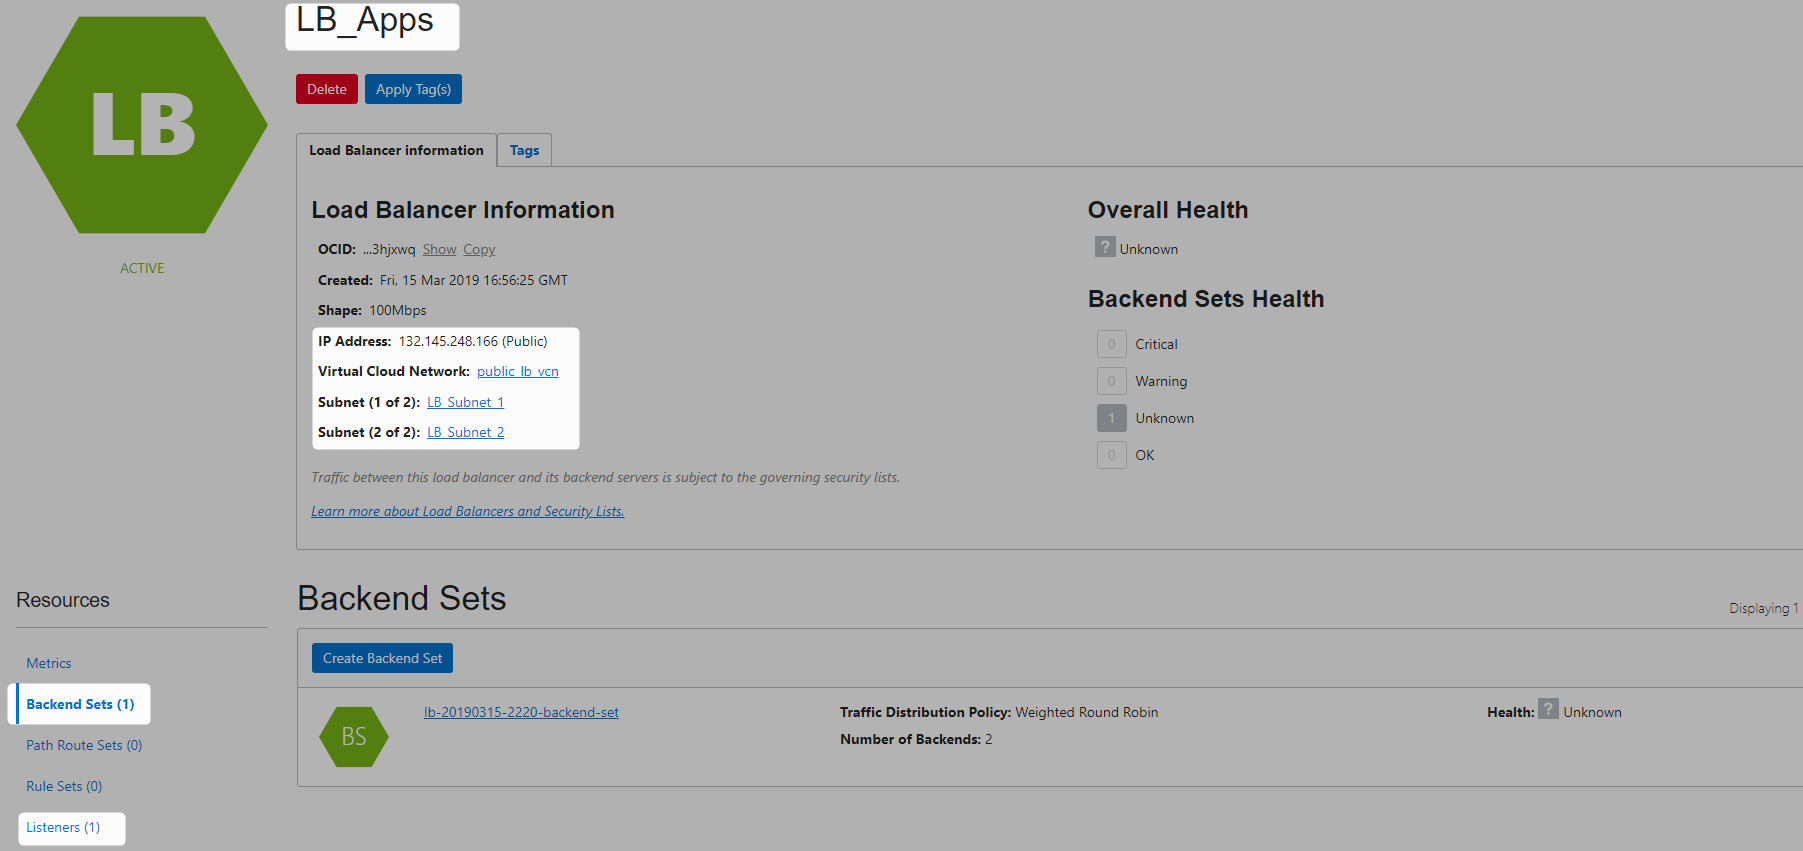 LB_Apps
LB
ACTIVE
Delete
Apply Tag(s)
Load Balancer information
Tags
Load Balancer Information
OCID: ...3hjxwq Show Copy
Created: Fri, 15 Mar 2019 16:56:25 GMT
Shape: 100Mbps
IP Address: 132.145.248.166 (Public)
Virtual Cloud Network: public_lb_vcn
Subnet (1 of 2): LB_Subnet_1
Subnet (2 of 2): LB_Subnet_2
Traffic between this load balancer and its backend servers is subject to the governing security lists.
Learn more about Load Balancers and Security Lists.
Overall Health
? Unknown
Backend Sets Health
0 Critical
0 Warning
1 Unknown
0 OK
Resources
Metrics
Backend Sets (1)
Path Route Sets (0)
Rule Sets (0)
Listeners (1)
Backend Sets
Displaying 1
Create Backend Set
BS
lb-20190315-2220-backend-set
Traffic Distribution Policy: Weighted Round Robin
Number of Backends: 2
Health: ? Unknown